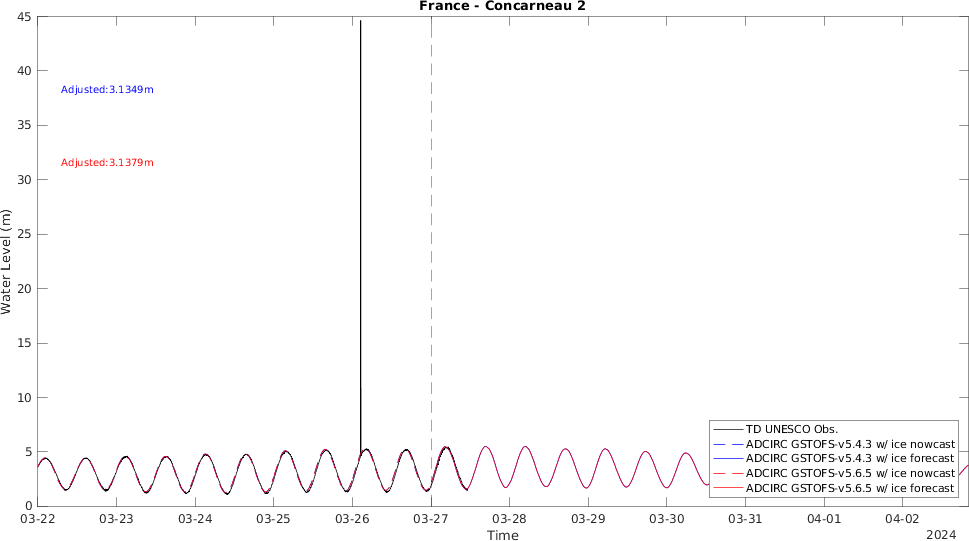 France - Concarneau 2
Water Level (m)
45
40
35
30
25
20
15
10
5
0
Adjusted:3.1349m
Adjusted:3.1379m
TD UNESCO Obs.
ADCIRC GSTOFS-v5.4.3 w/ ice nowcast
ADCIRC GSTOFS-v5.4.3 w/ ice forecast
ADCIRC GSTOFS-v5.6.5 w/ ice nowcast
ADCIRC GSTOFS-v5.6.5 w/ ice forecast
03-22 03-23 03-24 03-25 03-26 03-27 03-28 03-29 03-30 03-31 04-01 04-02
Time
2024